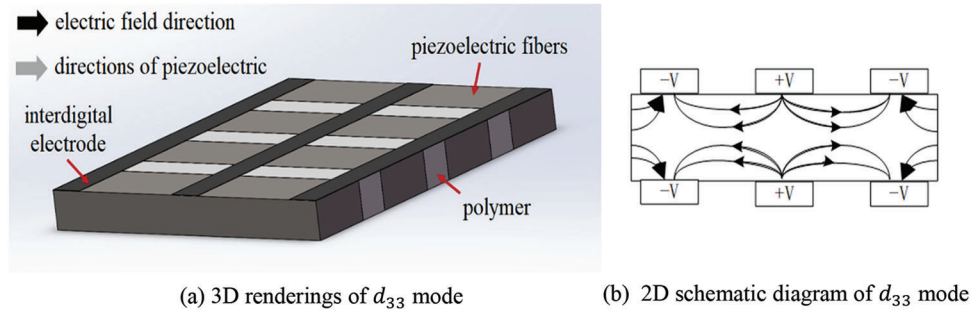 electric field direction
directions of piezoelectric
piezoelectric fibers
interdigital
electrode
polymer
−V +V −V
−V +V −V
(a) 3D renderings of d₃₃ mode
(b) 2D schematic diagram of d₃₃ mode